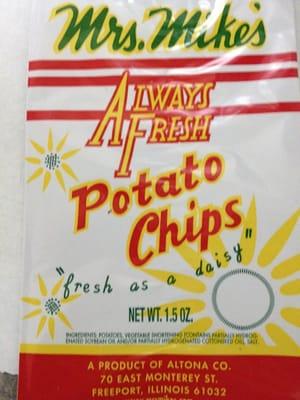 Mrs. Mike's
ALWAYS
FRESH
Potato
Chips
"fresh as a daisy"
NET WT. 1.5 OZ.
INGREDIENTS: POTATOES, VEGETABLE SHORTENING (CONTAINS PARTIALLY HYDROG-
ENATED SOYBEAN OIL AND/OR PARTIALLY HYDROGENATED COTTONSEED OIL), SALT.
A PRODUCT OF ALTONA CO.
70 EAST MONTEREY ST.
FREEPORT, ILLINOIS 61032